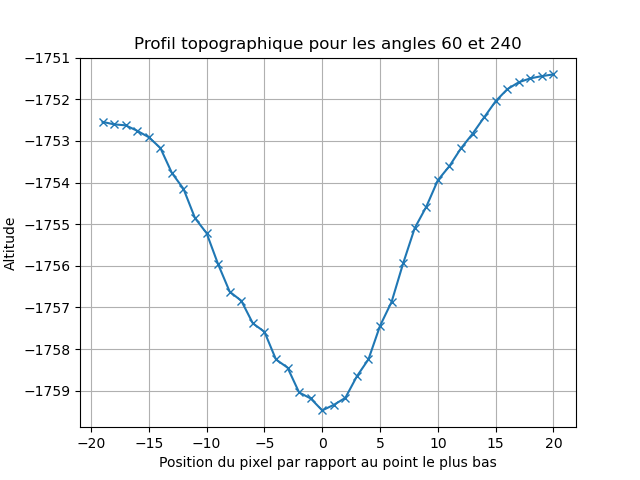 Profil topographique pour les angles 60 et 240
−1751
−1752
−1753
−1754
−1755
−1756
−1757
−1758
−1759
Altitude
−20 −15 −10 −5 0 5 10 15 20
Position du pixel par rapport au point le plus bas